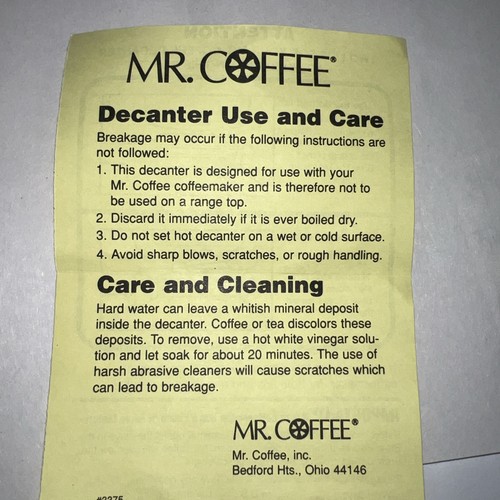 MR. COFFEE®
Decanter Use and Care
Breakage may occur if the following instructions are
not followed:
1. This decanter is designed for use with your
Mr. Coffee coffeemaker and is therefore not to
be used on a range top.
2. Discard it immediately if it is ever boiled dry.
3. Do not set hot decanter on a wet or cold surface.
4. Avoid sharp blows, scratches, or rough handling.
Care and Cleaning
Hard water can leave a whitish mineral deposit
inside the decanter. Coffee or tea discolors these
deposits. To remove, use a hot white vinegar solu-
tion and let soak for about 20 minutes. The use of
harsh abrasive cleaners will cause scratches which
can lead to breakage.
MR. COFFEE®
Mr. Coffee, inc.
Bedford Hts., Ohio 44146